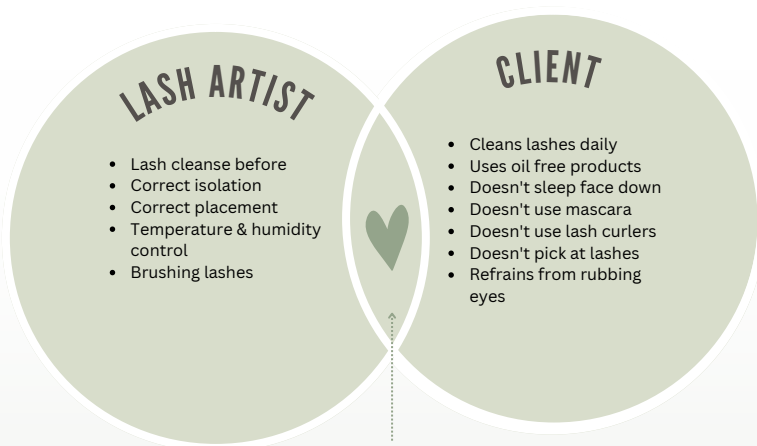 LASH ARTIST
Lash cleanse before
Correct isolation
Correct placement
Temperature & humidity
control
Brushing lashes
CLIENT
Cleans lashes daily
Uses oil free products
Doesn't sleep face down
Doesn't use mascara
Doesn't use lash curlers
Doesn't pick at lashes
Refrains from rubbing
eyes